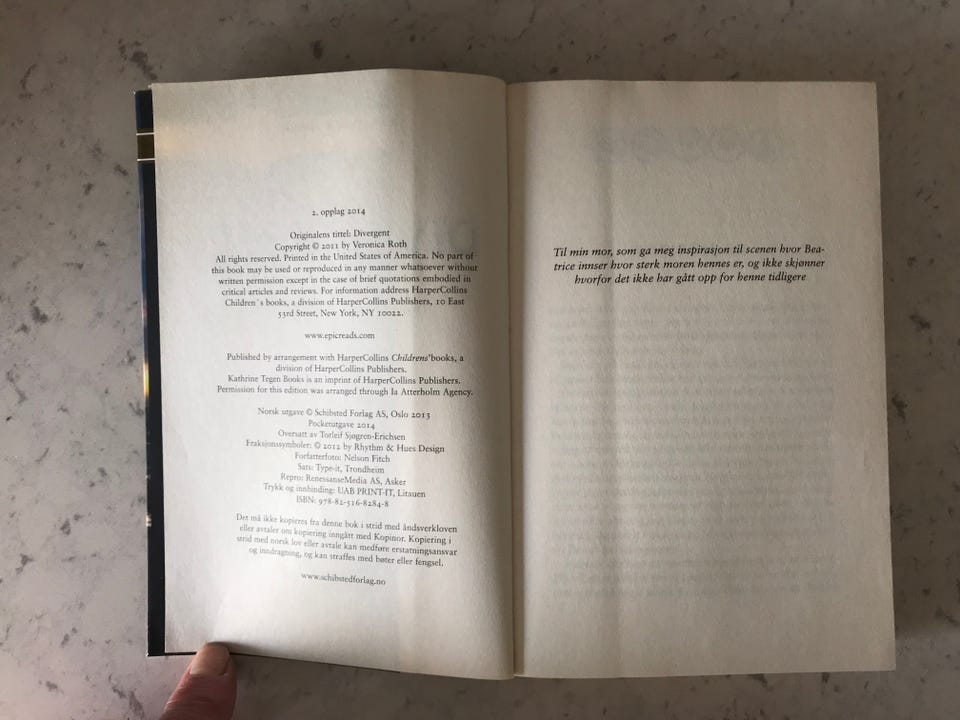 2. opplag 2014
Originalens tittel: Divergent
Copyright © 2011 by Veronica Roth
All rights reserved. Printed in the United States of America. No part of
this book may be used or reproduced in any manner whatsoever without
written permission except in the case of brief quotations embodied in
critical articles and reviews. For information address HarperCollins
Children´s books, a division of HarperCollins Publishers, 10 East
53rd Street, New York, NY 10022.
www.epicreads.com
Published by arrangement with HarperCollins Childrens'books, a
division of HarperCollins Publishers.
Kathrine Tegen Books is an imprint of HarperCollins Publishers.
Permission for this edition was arranged through Ia Atterholm Agency.
Norsk utgave © Schibsted Forlag AS, Oslo 2013
Pocketutgave 2014
Oversatt av Torleif Sjøgren-Erichsen
Fraksjonssymboler: © 2012 by Rhythm & Hues Design
Forfatterfoto: Nelson Fitch
Sats: Type-it, Trondheim
Repro: RenessanseMedia AS, Asker
Trykk og innbinding: UAB PRINT-IT, Litauen
ISBN: 978-82-516-8284-8
Det må ikke kopieres fra denne bok i strid med åndsverkloven
eller avtaler om kopiering inngått med Kopinor. Kopiering i
strid med norsk lov eller avtale kan medføre erstatningsansvar
og inndragning, og kan straffes med bøter eller fengsel.
www.schibstedforlag.no
Til min mor, som ga meg inspirasjon til scenen hvor Bea-
trice innser hvor sterk moren hennes er, og ikke skjønner
hvorfor det ikke har gått opp for henne tidligere